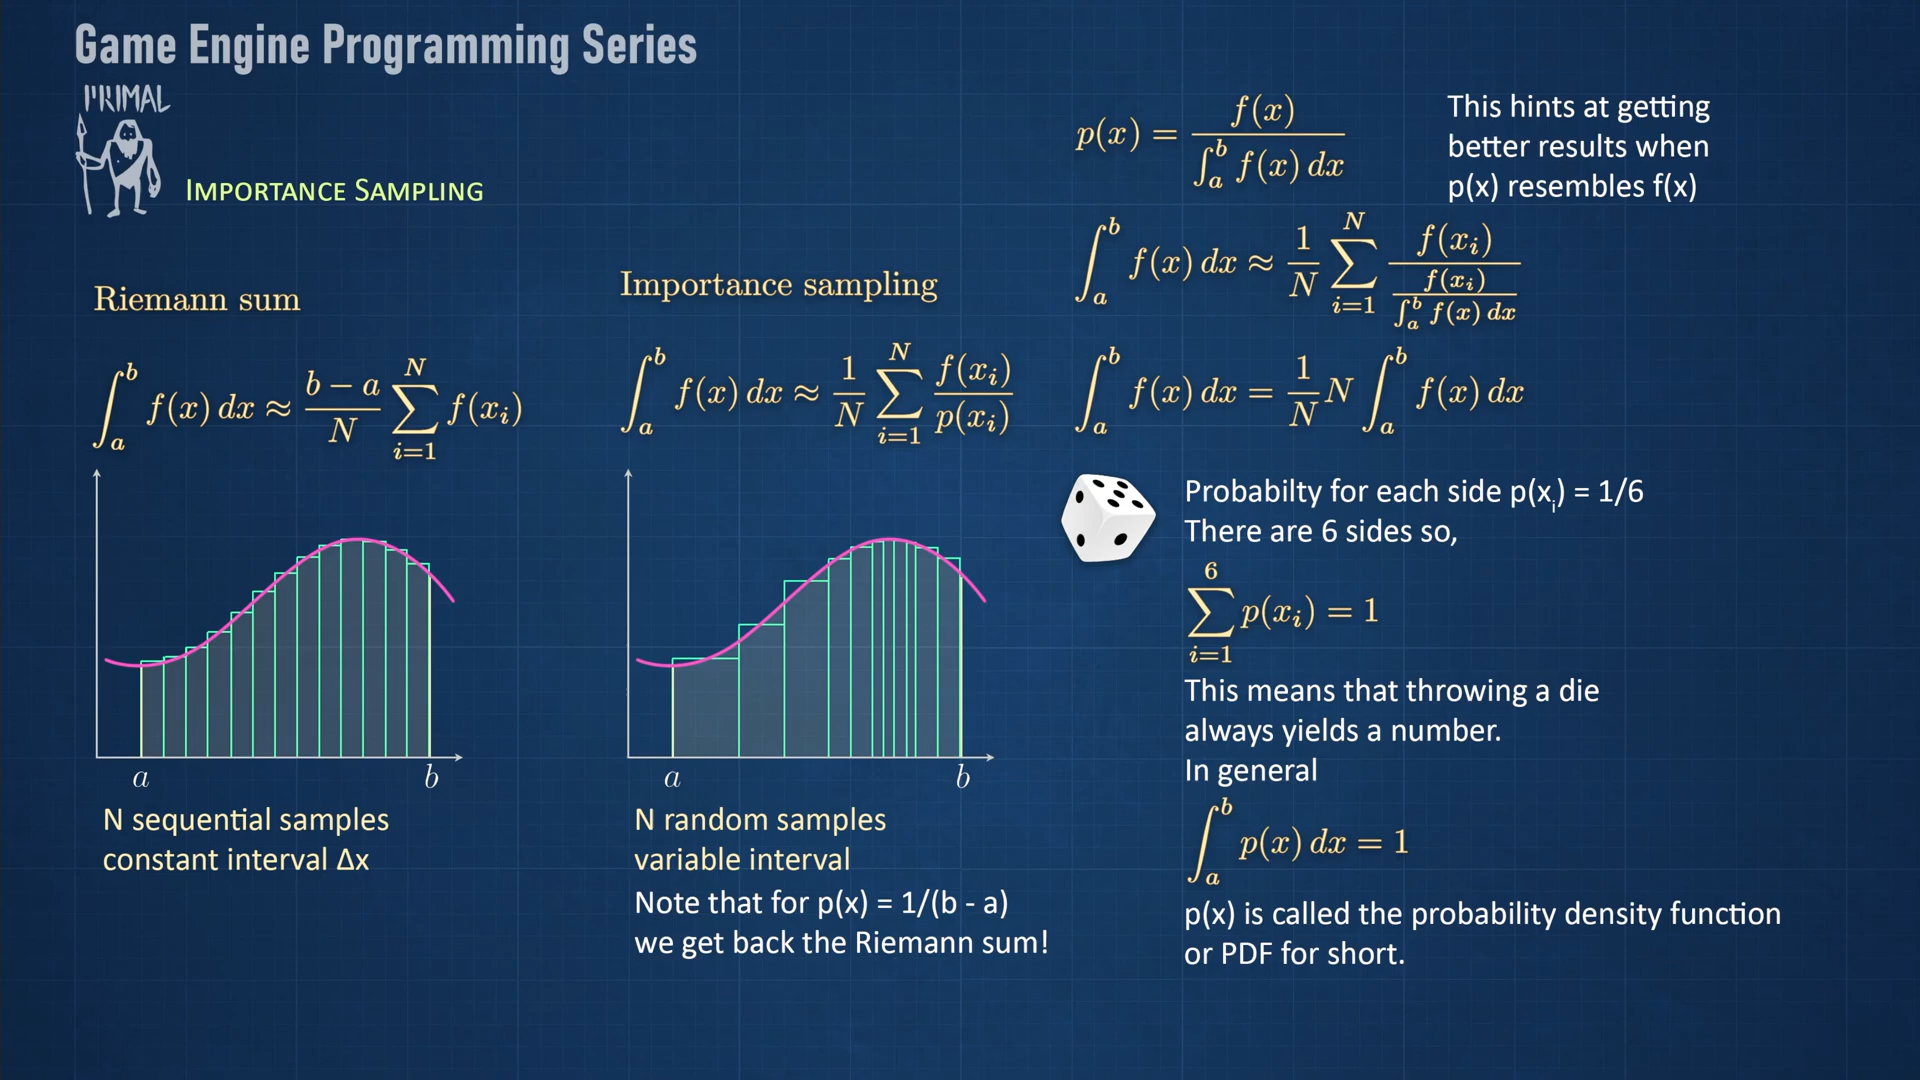 Game Engine Programming Series
PRIMAL
Importance Sampling
Riemann sum
∫_a^b f(x) dx ≈ (b − a)/N ∑_{i=1}^N f(x_i)
a
b
N sequential samples
constant interval Δx
Importance sampling
∫_a^b f(x) dx ≈ 1/N ∑_{i=1}^N f(x_i)/p(x_i)
a
b
N random samples
variable interval
Note that for p(x) = 1/(b - a)
we get back the Riemann sum!
p(x) = f(x)/∫_a^b f(x) dx
This hints at getting
better results when
p(x) resembles f(x)
∫_a^b f(x) dx ≈ 1/N ∑_{i=1}^N f(x_i)/(f(x_i)/∫_a^b f(x) dx)
∫_a^b f(x) dx = 1/N N ∫_a^b f(x) dx
Probabilty for each side p(x_i) = 1/6
There are 6 sides so,
∑_{i=1}^6 p(x_i) = 1
This means that throwing a die
always yields a number.
In general
∫_a^b p(x) dx = 1
p(x) is called the probability density function
or PDF for short.